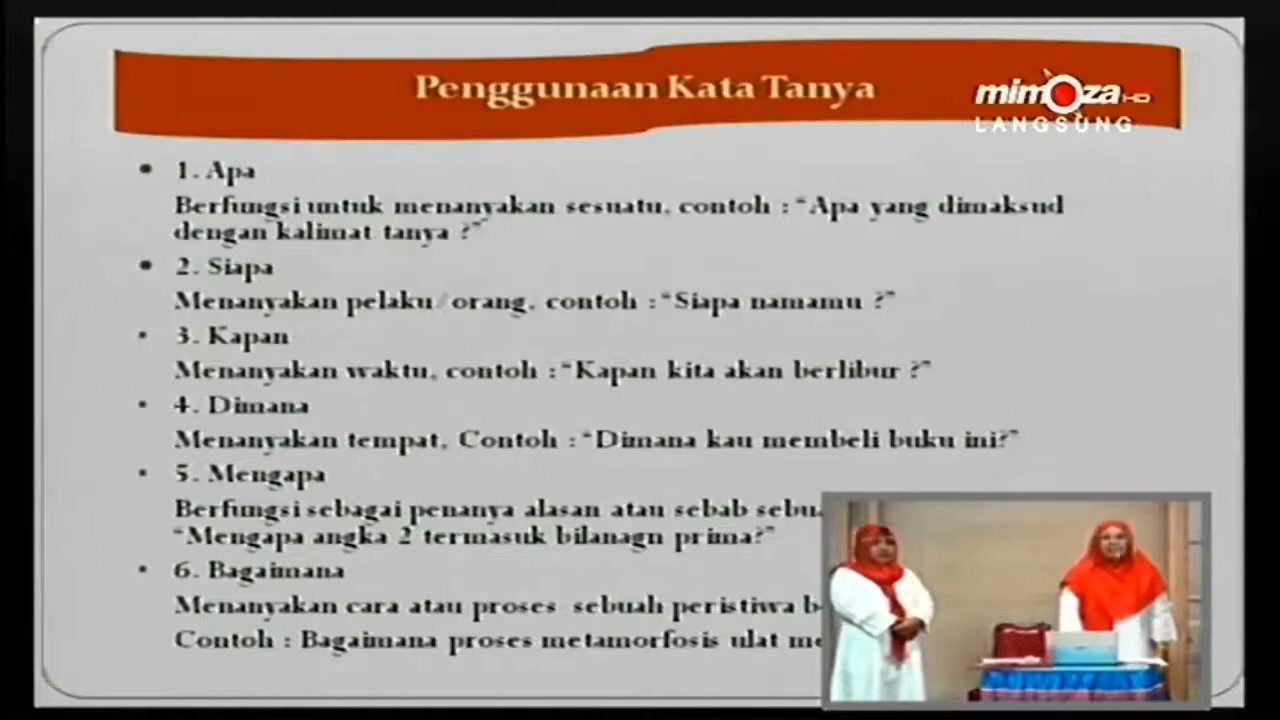 Penggunaan Kata Tanya
mimoza HD
LANGSUNG
• 1. Apa
Berfungsi untuk menanyakan sesuatu, contoh : "Apa yang dimaksud
dengan kalimat tanya ?"
• 2. Siapa
Menanyakan pelaku/orang, contoh : "Siapa namamu ?"
• 3. Kapan
Menanyakan waktu, contoh : "Kapan kita akan berlibur ?"
• 4. Dimana
Menanyakan tempat, Contoh : "Dimana kau membeli buku ini?"
• 5. Mengapa
Berfungsi sebagai penanya alasan atau sebab
"Mengapa angka 2 termasuk bilanagn prima?"
• 6. Bagaimana
Menanyakan cara atau proses sebuah peristiwa
Contoh : Bagaimana proses metamorfosis ulat